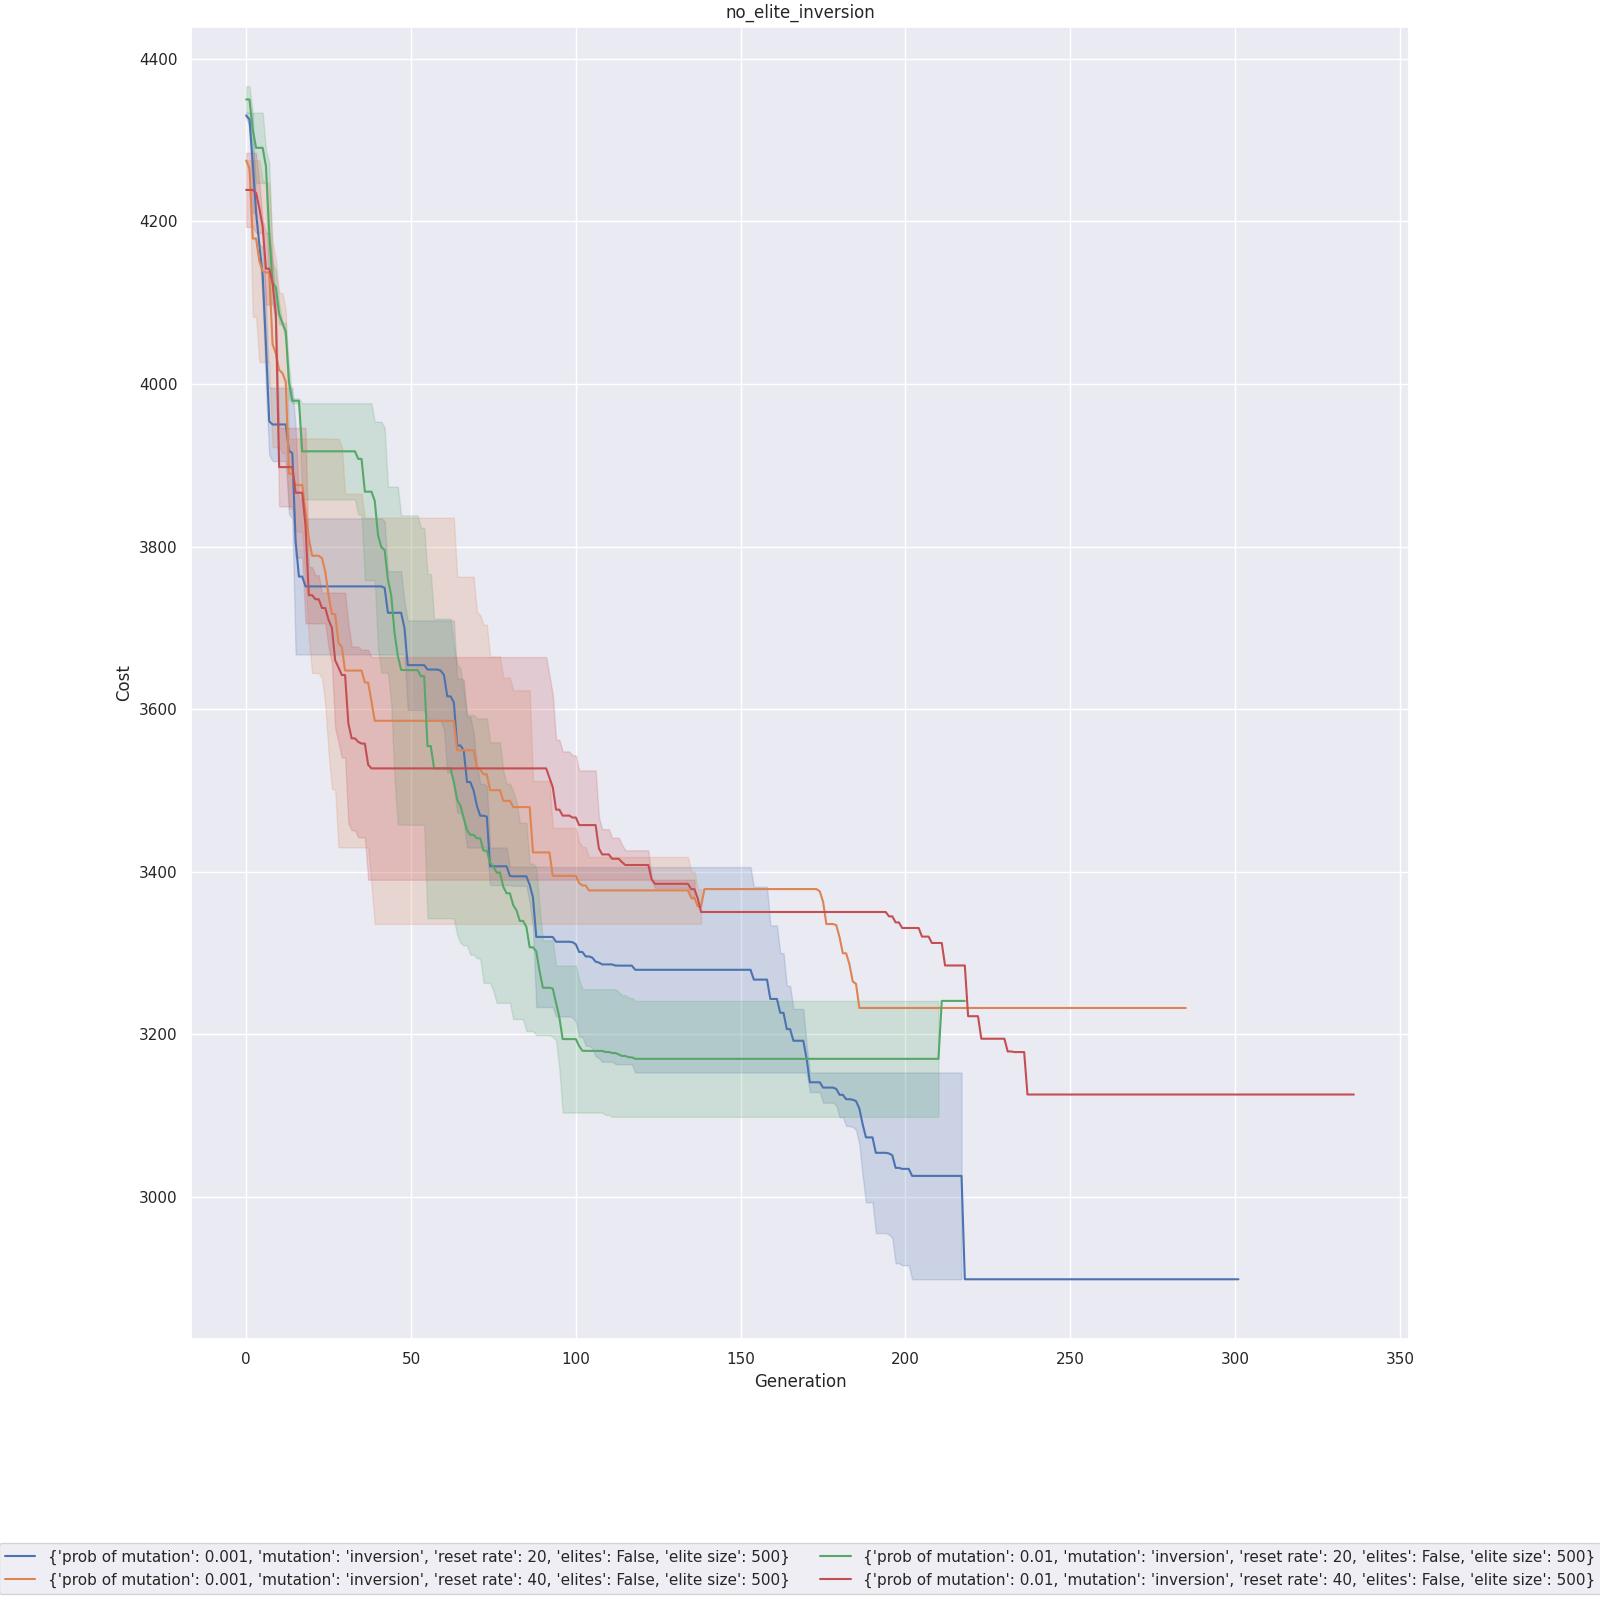 no_elite_inversion
4400
4200
4000
3800
3600
3400
3200
3000
Cost
0 50 100 150 200 250 300 350
Generation
{'prob of mutation': 0.001, 'mutation': 'inversion', 'reset rate': 20, 'elites': False, 'elite size': 500}
{'prob of mutation': 0.001, 'mutation': 'inversion', 'reset rate': 40, 'elites': False, 'elite size': 500}
{'prob of mutation': 0.01, 'mutation': 'inversion', 'reset rate': 20, 'elites': False, 'elite size': 500}
{'prob of mutation': 0.01, 'mutation': 'inversion', 'reset rate': 40, 'elites': False, 'elite size': 500}